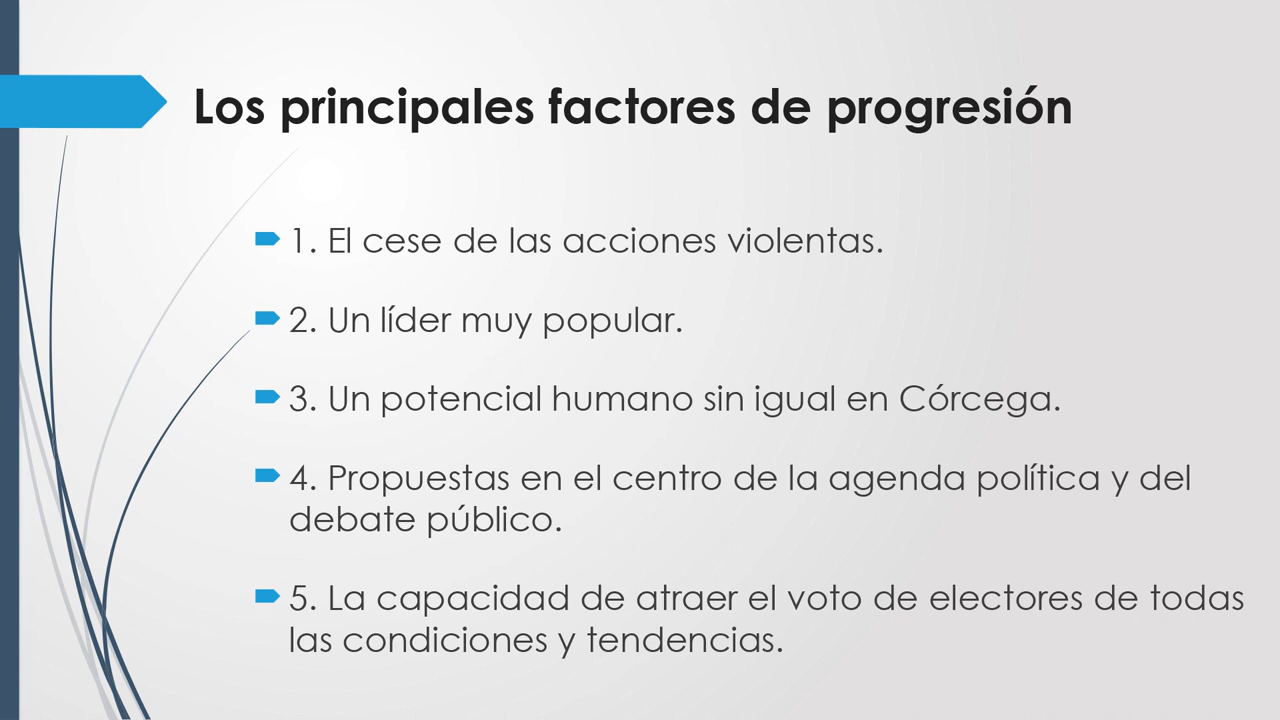 Los principales factores de progresión
1. El cese de las acciones violentas.
2. Un líder muy popular.
3. Un potencial humano sin igual en Córcega.
4. Propuestas en el centro de la agenda política y del
debate público.
5. La capacidad de atraer el voto de electores de todas
las condiciones y tendencias.